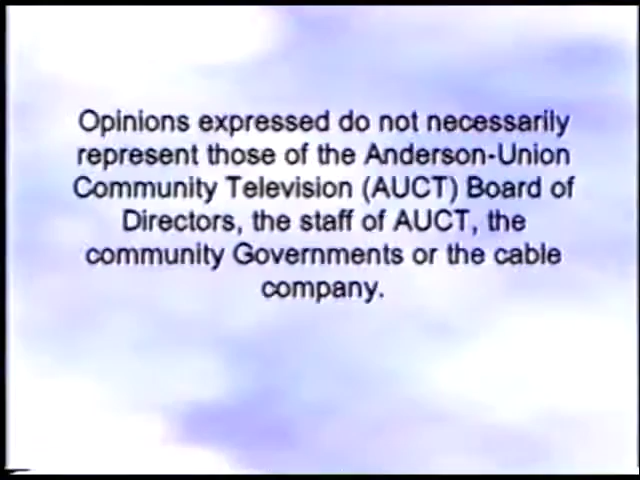 Opinions expressed do not necessarily
represent those of the Anderson-Union
Community Television (AUCT) Board of
Directors, the staff of AUCT, the
community Governments or the cable
company.